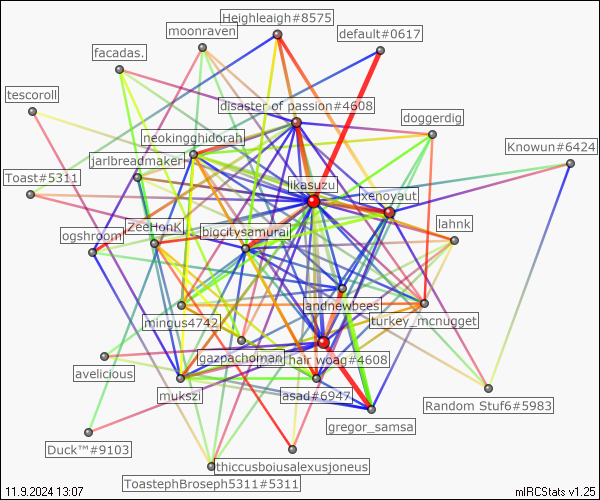 Heighleaigh#8575
moonraven
default#0617
facadas.
tescoroll
disaster of passion#4608
doggerdig
neokingghidorah
Knowun#6424
jarlbreadmaker
Toast#5311
ikasuzu
xenoyaut
lahnk
ZeeHonK
bigcitysamurai
ogshroom
andnewbees
mingus4742
turkey_mcnugget
gazpachoman
hair woag#4608
avelicious
mukszi
asad#6947
Random Stuf6#5983
gregor_samsa
Duck™#9103
thiccusboiusalexusjoneus
ToastephBroseph5311#5311
11.9.2024 13:07
mIRCStats v1.25